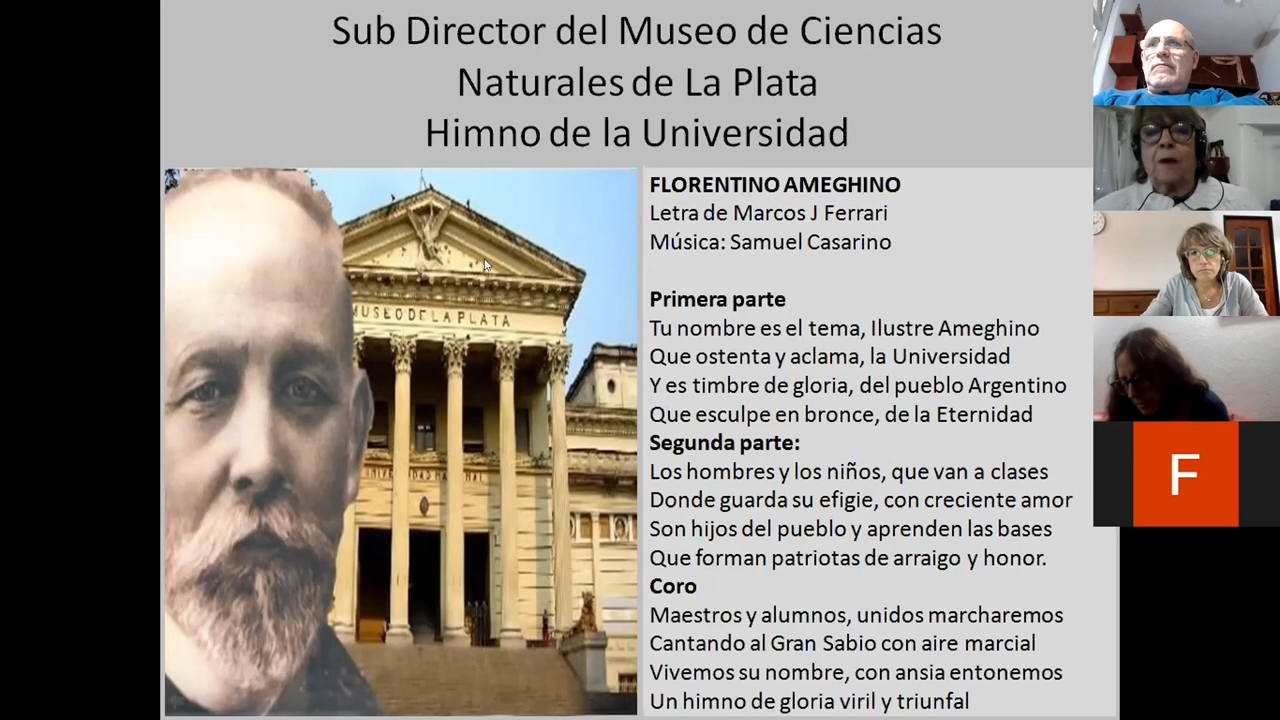 Sub Director del Museo de Ciencias
Naturales de La Plata
Himno de la Universidad
MUSEO DE LA PLATA
FLORENTINO AMEGHINO
Letra de Marcos J Ferrari
Música: Samuel Casarino
Primera parte
Tu nombre es el tema, Ilustre Ameghino
Que ostenta y aclama, la Universidad
Y es timbre de gloria, del pueblo Argentino
Que esculpe en bronce, de la Eternidad
Segunda parte:
Los hombres y los niños, que van a clases
Donde guarda su efigie, con creciente amor
Son hijos del pueblo y aprenden las bases
Que forman patriotas de arraigo y honor.
Coro
Maestros y alumnos, unidos marcharemos
Cantando al Gran Sabio con aire marcial
Vivemos su nombre, con ansia entonemos
Un himno de gloria viril y triunfal
F